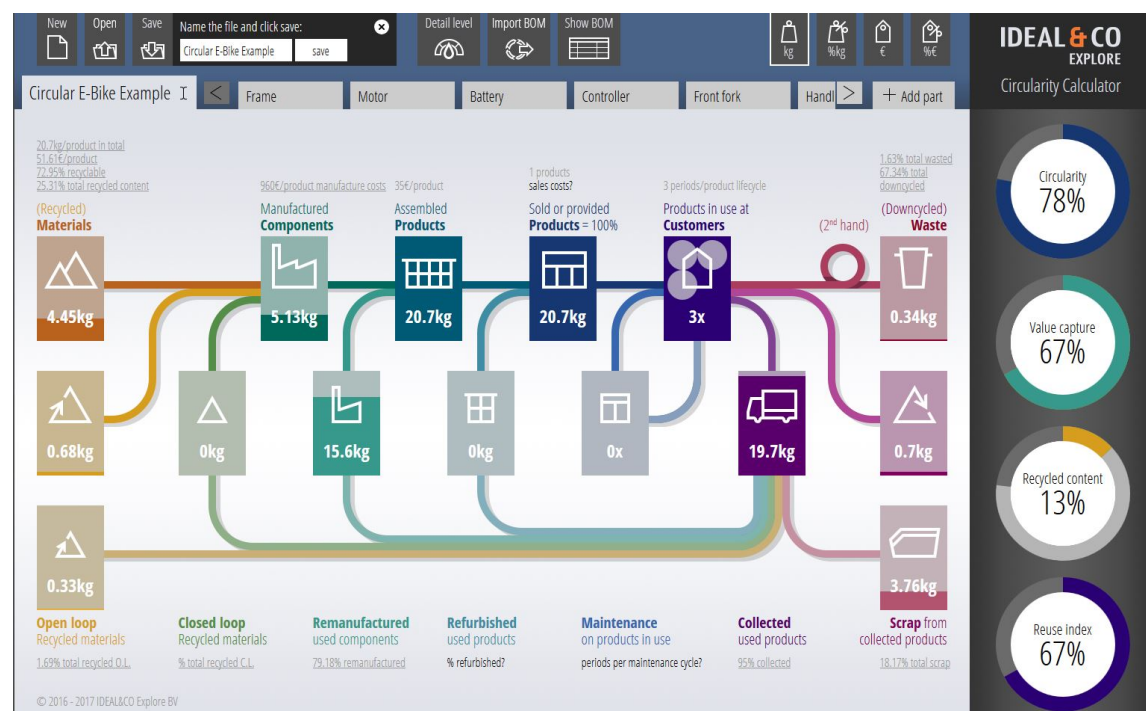 New
Open
Save
Name the file and click save:
Circular E-Bike Example
save
Detail level
Import BOM
Show BOM
kg
%kg
€
%€
IDEAL & CO
EXPLORE
Circularity Calculator
Circular E-Bike Example
<
Frame
Motor
Battery
Controller
Front fork
Handl
>
+ Add part
20.7kg/product in total
51.61€/product
72.95% recyclable
25.31% total recycled content
960€/product manufacture costs
35€/product
1 products
sales costs?
3 periods/product lifecycle
1.63% total wasted
67.34% total
downcycled
(Recycled)
Materials
Manufactured
Components
Assembled
Products
Sold or provided
Products = 100%
Products in use at
Customers
(2nd hand)
(Downcycled)
Waste
4.45kg
5.13kg
20.7kg
20.7kg
3x
0.34kg
0.68kg
0kg
15.6kg
0kg
0x
19.7kg
0.7kg
0.33kg
3.76kg
Open loop
Recycled materials
1.69% total recycled O.L.
Closed loop
Recycled materials
% total recycled C.L.
Remanufactured
used components
79.18% remanufactured
Refurbished
used products
% refurbished?
Maintenance
on products in use
periods per maintenance cycle?
Collected
used products
95% collected
Scrap from
collected products
18.17% total scrap
Circularity
78%
Value capture
67%
Recycled content
13%
Reuse index
67%
© 2016 - 2017 IDEAL&CO Explore BV